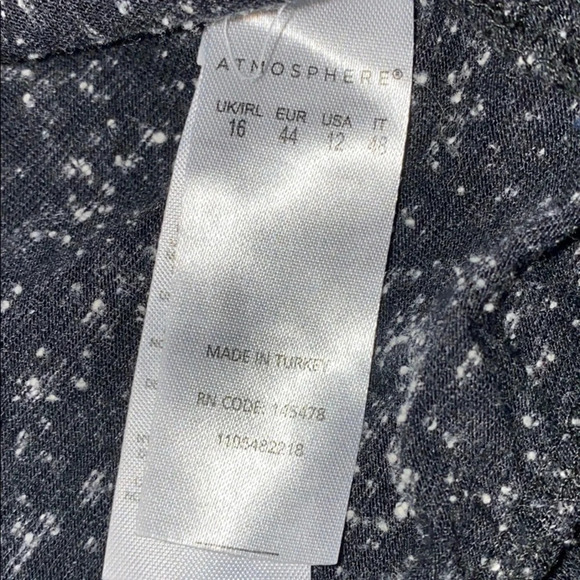 ATMOSPHERE®
UK/IRL EUR USA IT
16 44 12 48
MADE IN TURKEY
RN CODE: 145478
1105482218